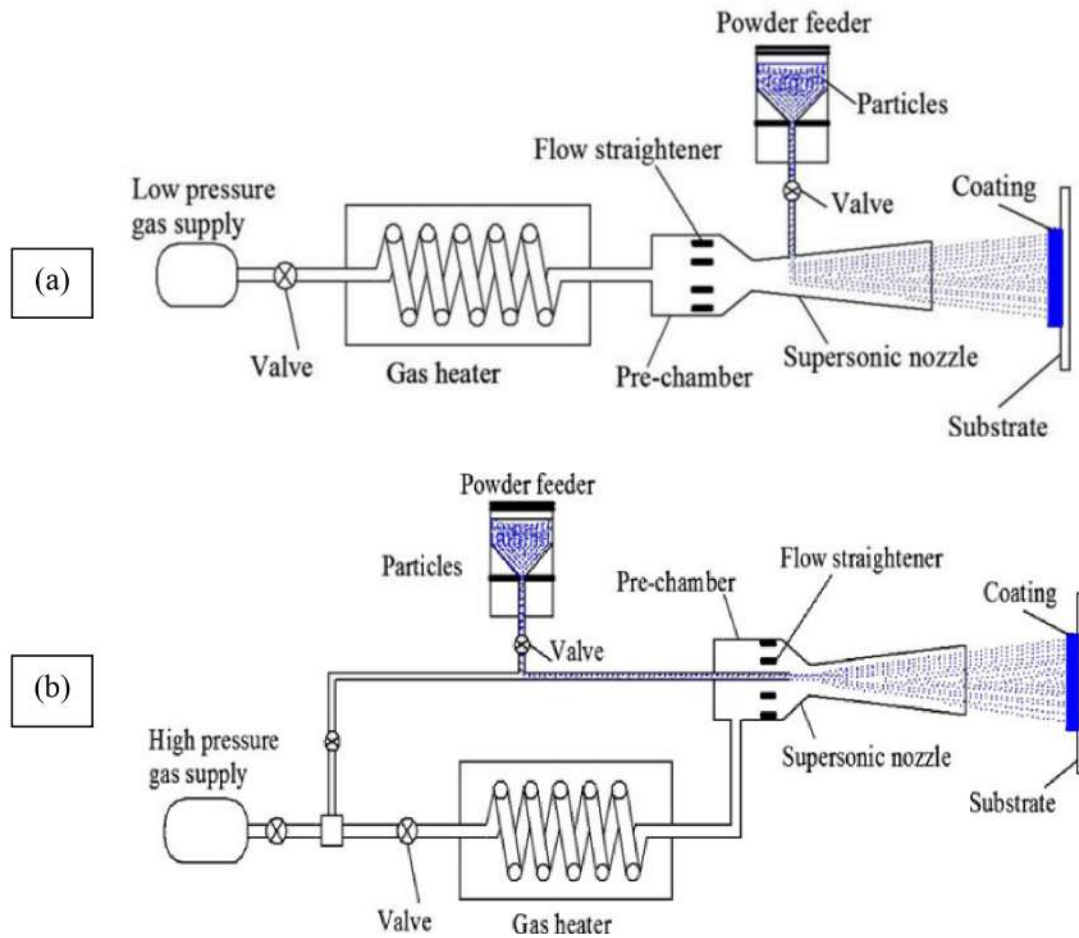 Powder feeder
Particles
Flow straightener
Low pressure
gas supply
Valve
Coating
(a)
Valve
Gas heater
Pre-chamber
Supersonic nozzle
Substrate
Powder feeder
Particles
Flow straightener
Pre-chamber
Coating
Valve
(b)
High pressure
gas supply
Supersonic nozzle
Substrate
Valve
Gas heater